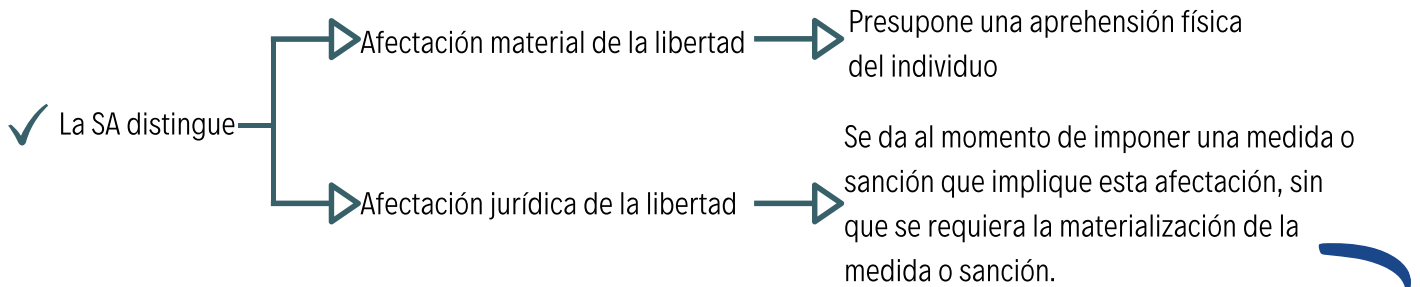 La SA distingue
Afectación material de la libertad
Presupone una aprehensión física
del individuo
Afectación jurídica de la libertad
Se da al momento de imponer una medida o
sanción que implique esta afectación, sin
que se requiera la materialización de la
medida o sanción.